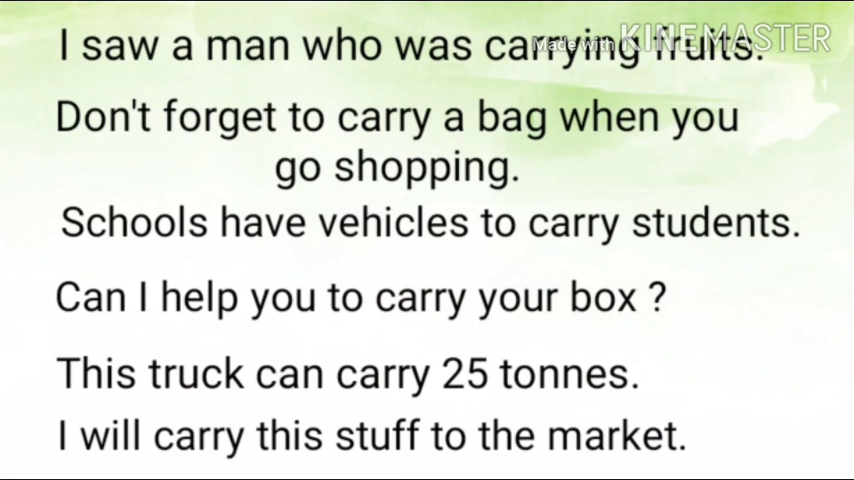 Made with KINEMASTER
I saw a man who was carrying fruits.
Don't forget to carry a bag when you
go shopping.
Schools have vehicles to carry students.
Can I help you to carry your box ?
This truck can carry 25 tonnes.
I will carry this stuff to the market.